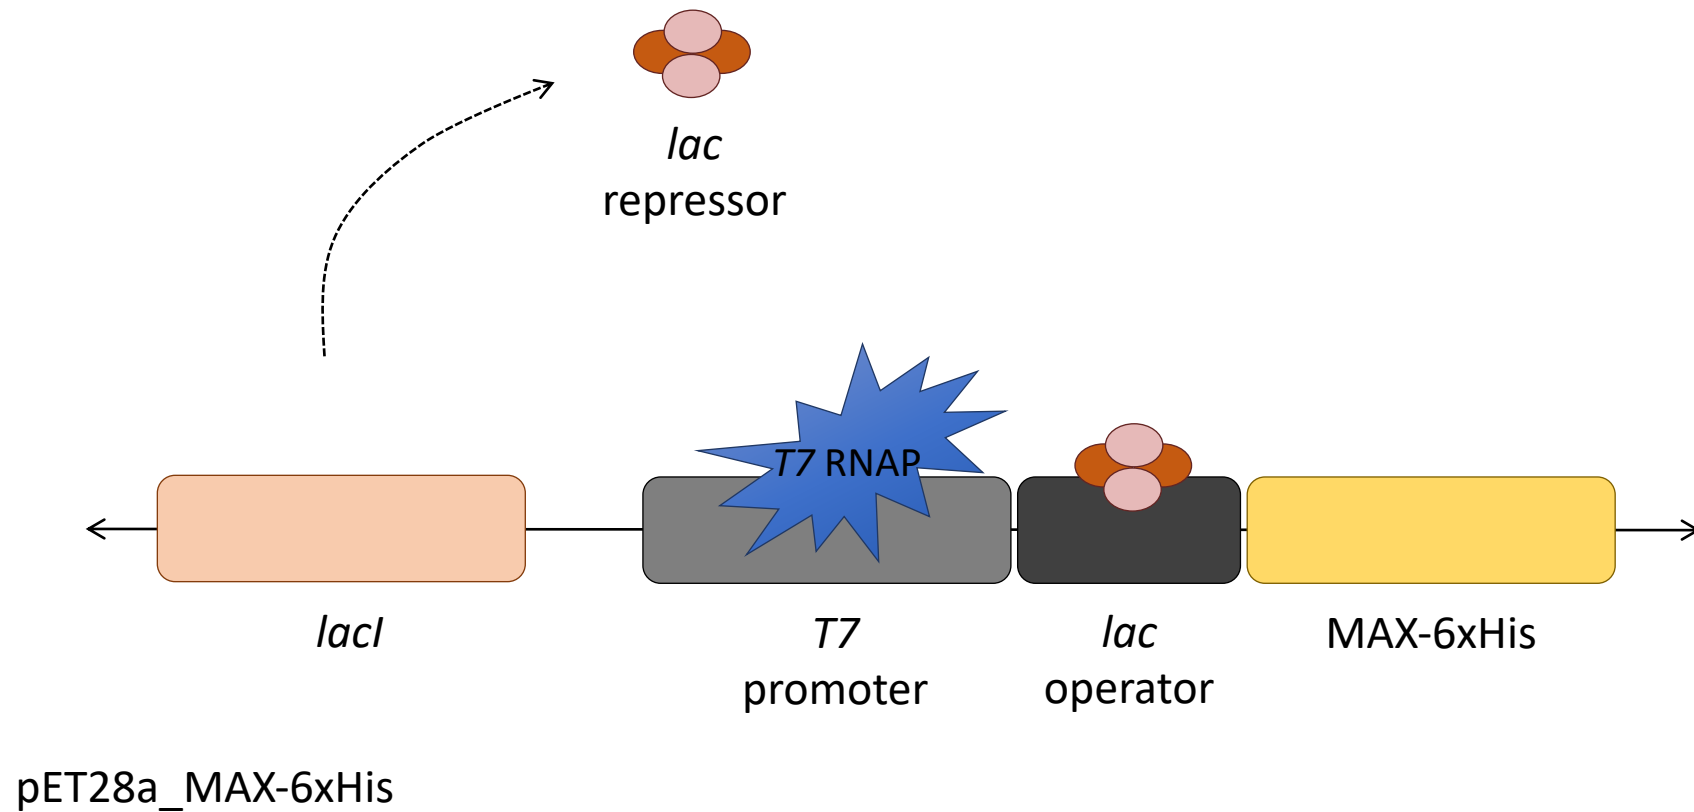 lac
repressor
T7 RNAP
lacI
T7
promoter
lac
operator
MAX-6xHis
pET28a_MAX-6xHis